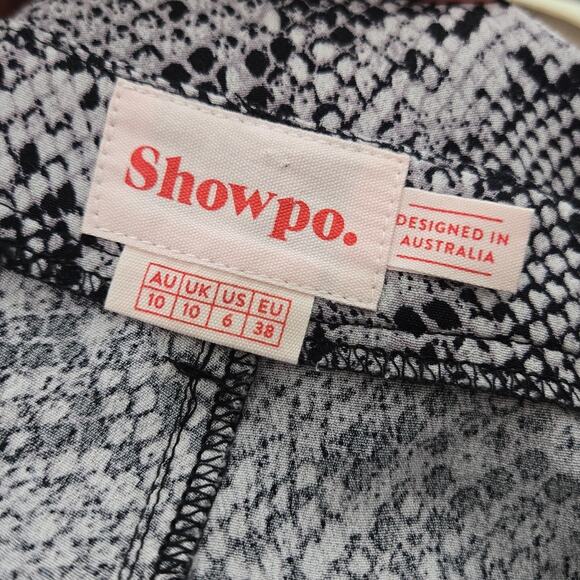 Showpo.
DESIGNED IN
AUSTRALIA
AU UK US EU
10 10 6 38